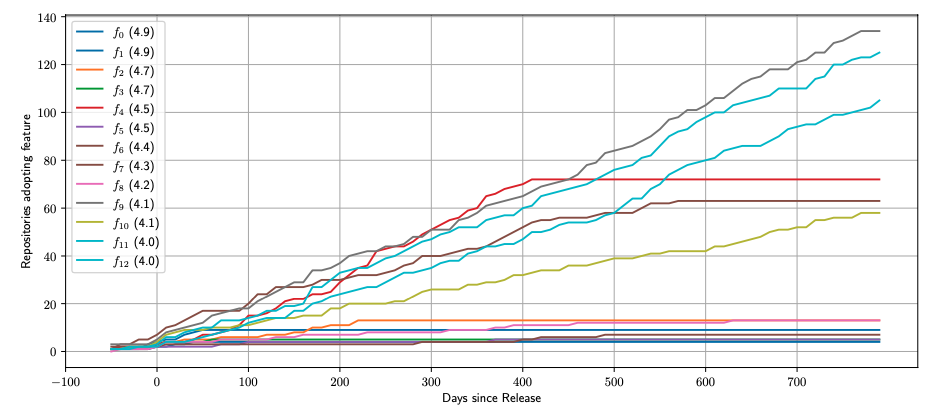 140
120
100
80
60
40
20
0
Repositories adopting feature
f0 (4.9)
f1 (4.9)
f2 (4.7)
f3 (4.7)
f4 (4.5)
f5 (4.5)
f6 (4.4)
f7 (4.3)
f8 (4.2)
f9 (4.1)
f10 (4.1)
f11 (4.0)
f12 (4.0)
−100 0 100 200 300 400 500 600 700
Days since Release